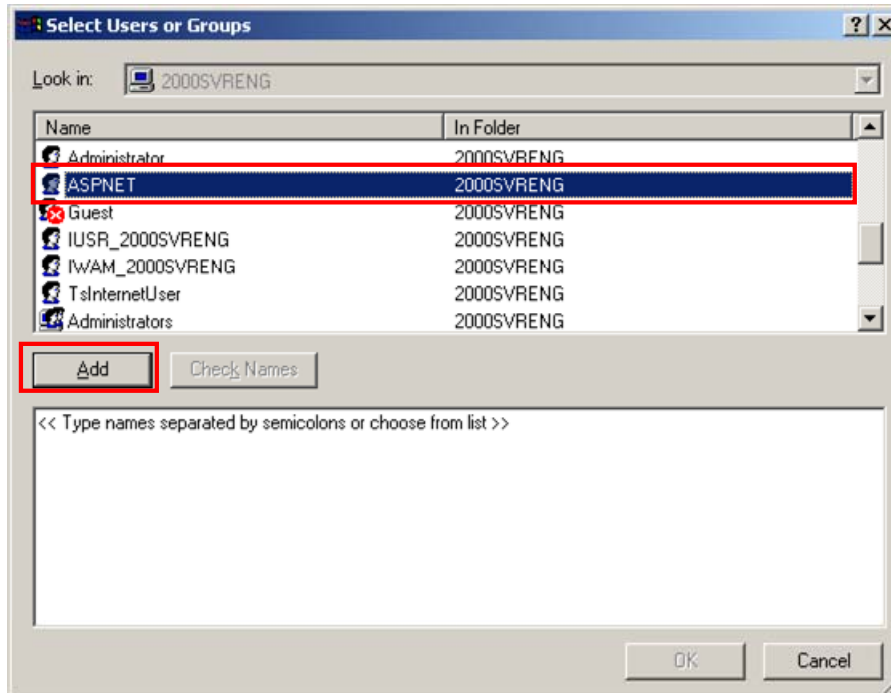 Select Users or Groups
Look in: 2000SVRENG
Name In Folder
Administrator 2000SVRENG
ASPNET 2000SVRENG
Guest 2000SVRENG
IUSR_2000SVRENG 2000SVRENG
IWAM_2000SVRENG 2000SVRENG
TsInternetUser 2000SVRENG
Administrators 2000SVRENG
Add Check Names
<< Type names separated by semicolons or choose from list >>
OK Cancel